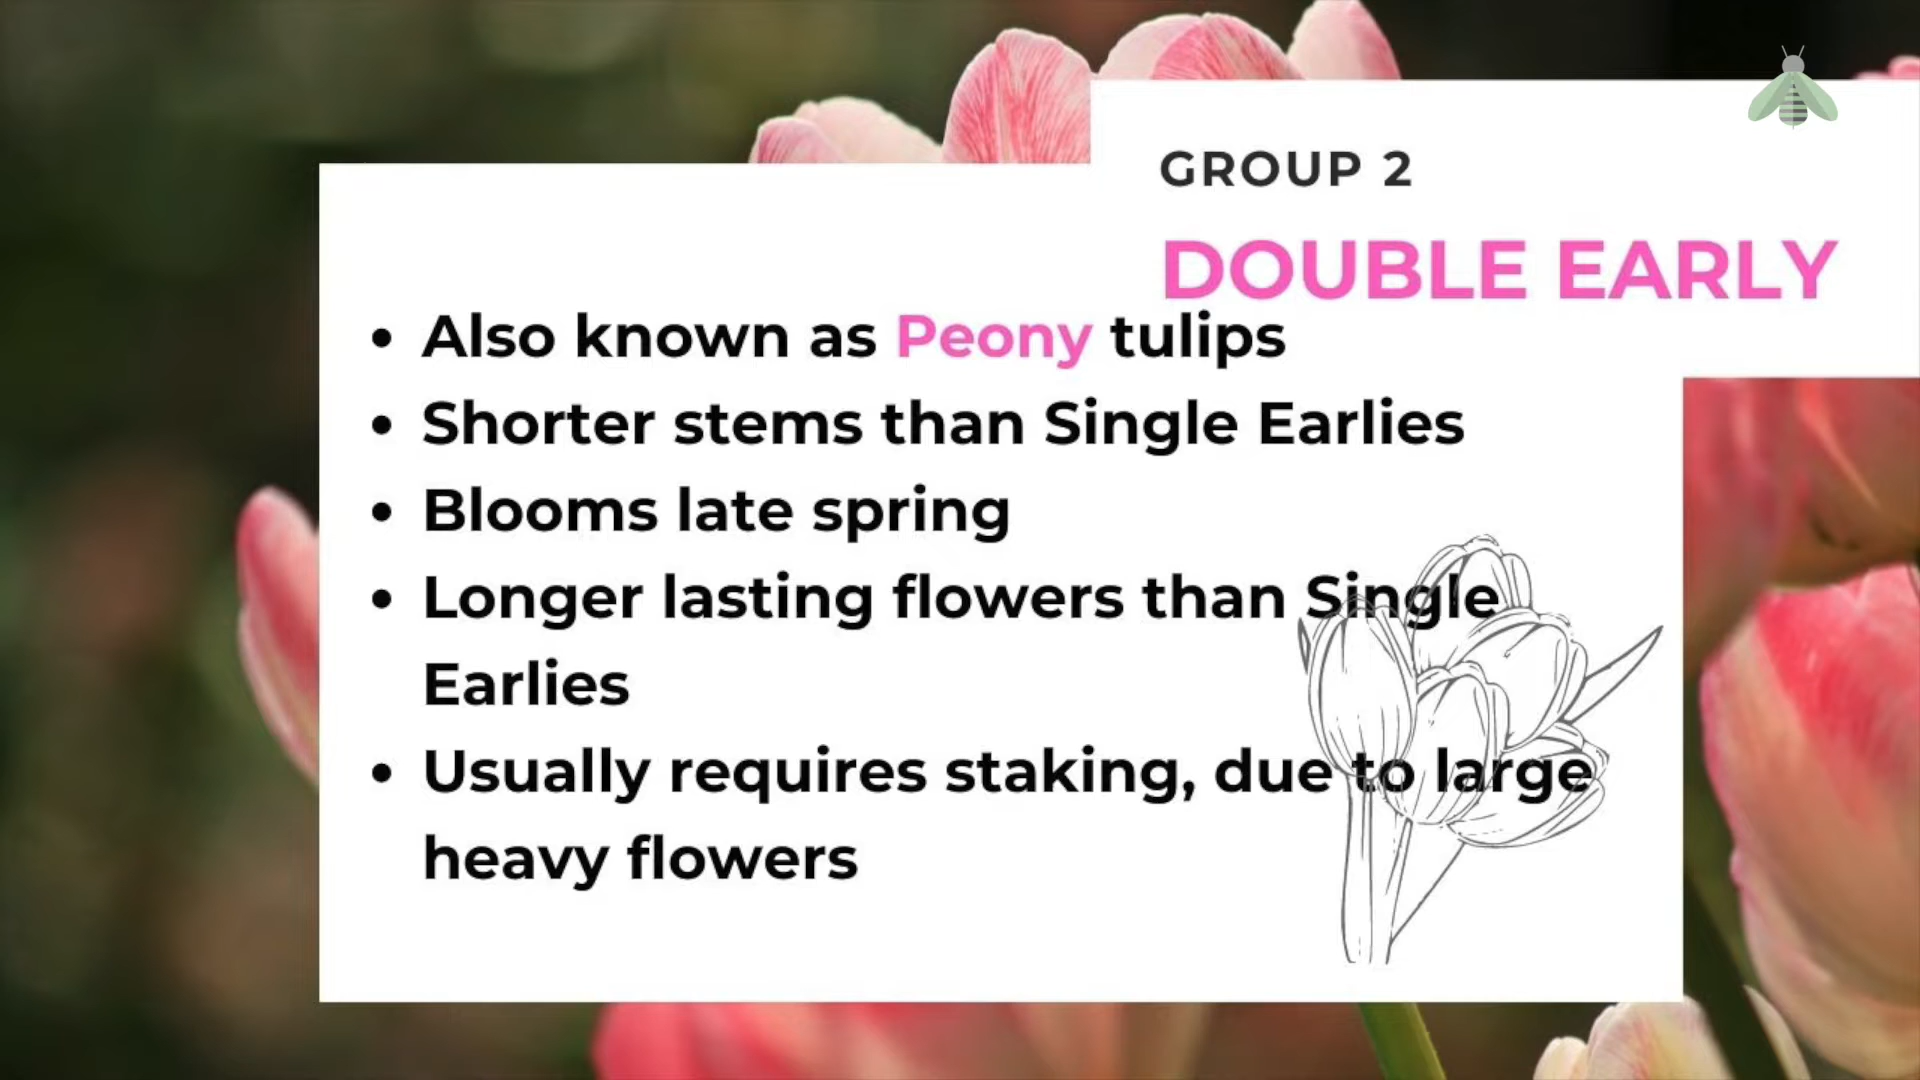 GROUP 2
DOUBLE EARLY
• Also known as Peony tulips
• Shorter stems than Single Earlies
• Blooms late spring
• Longer lasting flowers than Single
Earlies
• Usually requires staking, due to large
heavy flowers